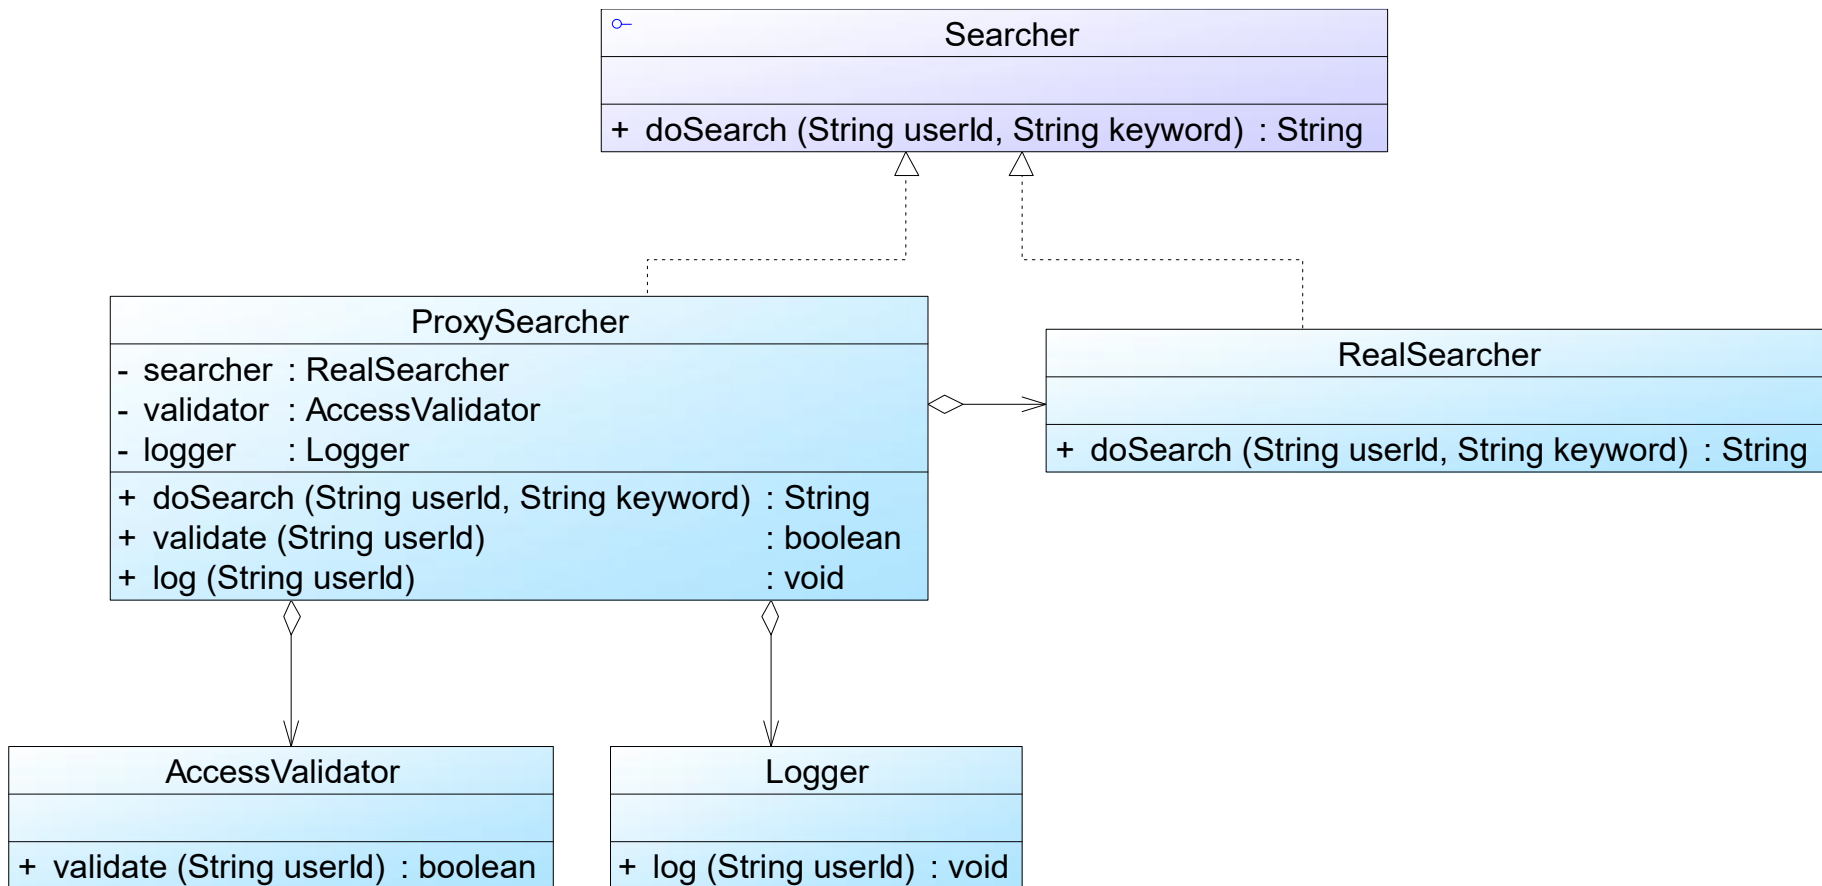 Searcher
+ doSearch (String userId, String keyword) : String
ProxySearcher
- searcher : RealSearcher
- validator : AccessValidator
- logger : Logger
+ doSearch (String userId, String keyword) : String
+ validate (String userId) : boolean
+ log (String userId) : void
RealSearcher
+ doSearch (String userId, String keyword) : String
AccessValidator
+ validate (String userId) : boolean
Logger
+ log (String userId) : void